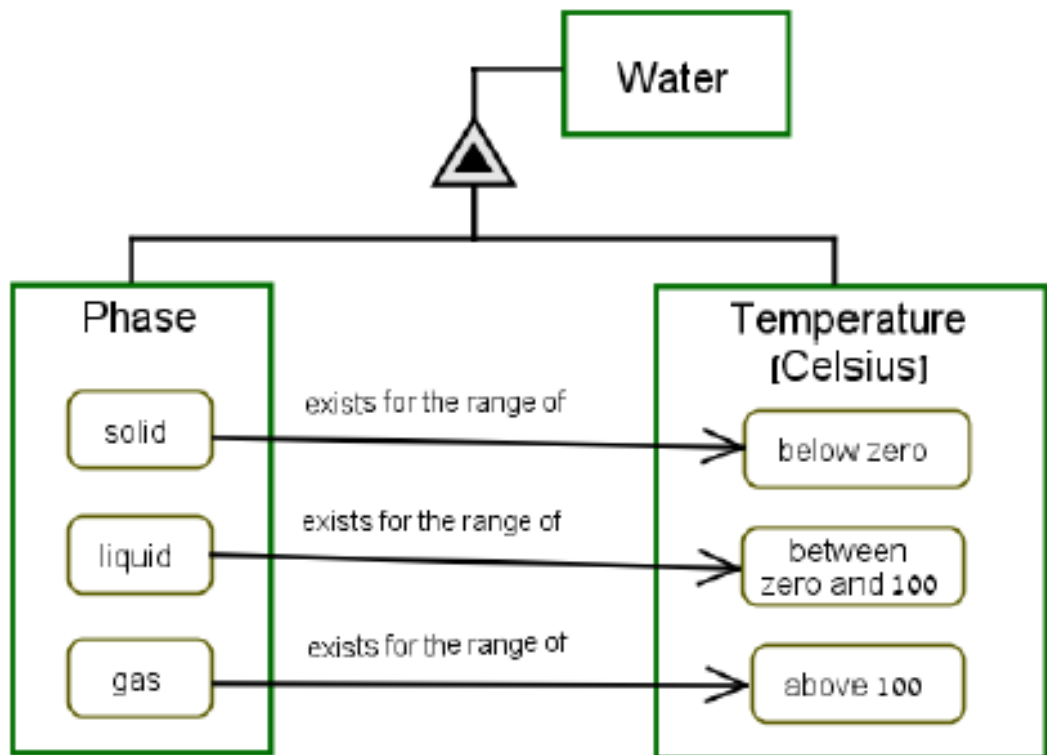 Water
Phase
Temperature
(Celsius)
solid
exists for the range of
below zero
liquid
exists for the range of
between
zero and 100
gas
exists for the range of
above 100